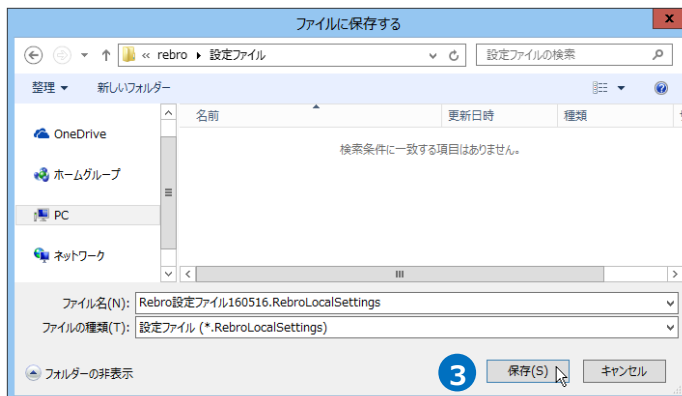 ファイルに保存する
x
« rebro 設定ファイル
設定ファイルの検索
整理 新しいフォルダー
名前 更新日時 種類
検索条件に一致する項目はありません。
OneDrive
ホームグループ
PC
ネットワーク
ファイル名(N): Rebro設定ファイル160516.RebroLocalSettings
ファイルの種類(T): 設定ファイル (*.RebroLocalSettings)
フォルダーの非表示
3
保存(S)
キャンセル